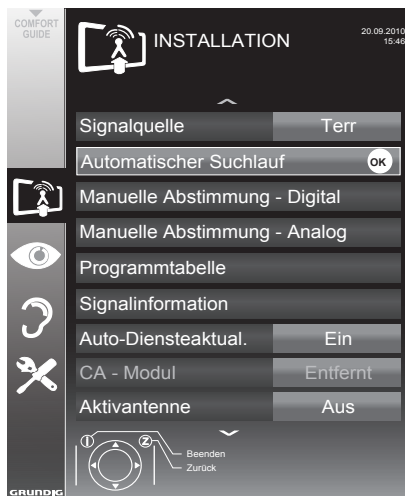 COMFORT
GUIDE
INSTALLATION
20.09.2010
15:46
Signalquelle Terr
Automatischer Suchlauf OK
Manuelle Abstimmung - Digital
Manuelle Abstimmung - Analog
Programmtabelle
Signalinformation
Auto-Diensteaktual. Ein
CA - Modul Entfernt
Aktivantenne Aus
i Z
Beenden
Zurück
GRUNDIG